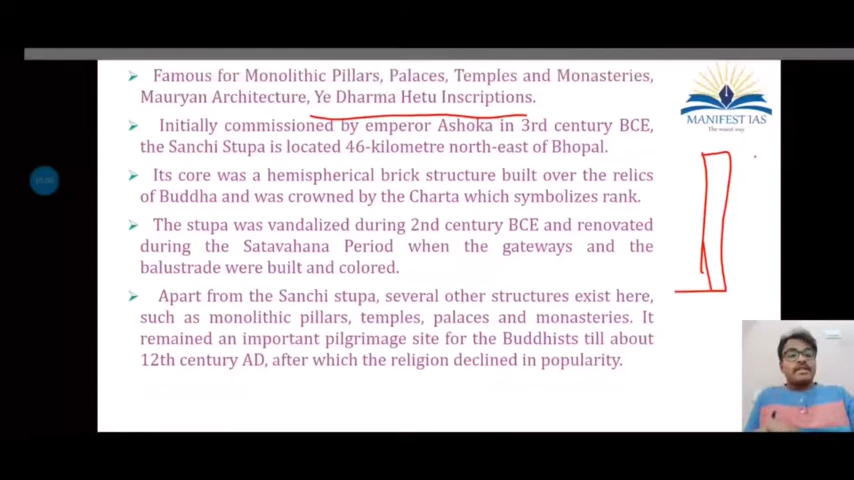 Famous for Monolithic Pillars, Palaces, Temples and Monasteries,
Mauryan Architecture, Ye Dharma Hetu Inscriptions.
Initially commissioned by emperor Ashoka in 3rd century BCE,
the Sanchi Stupa is located 46-kilometre north-east of Bhopal.
Its core was a hemispherical brick structure built over the relics
of Buddha and was crowned by the Charta which symbolizes rank.
The stupa was vandalized during 2nd century BCE and renovated
during the Satavahana Period when the gateways and the
balustrade were built and colored.
Apart from the Sanchi stupa, several other structures exist here,
such as monolithic pillars, temples, palaces and monasteries. It
remained an important pilgrimage site for the Buddhists till about
12th century AD, after which the religion declined in popularity.
MANIFEST IAS